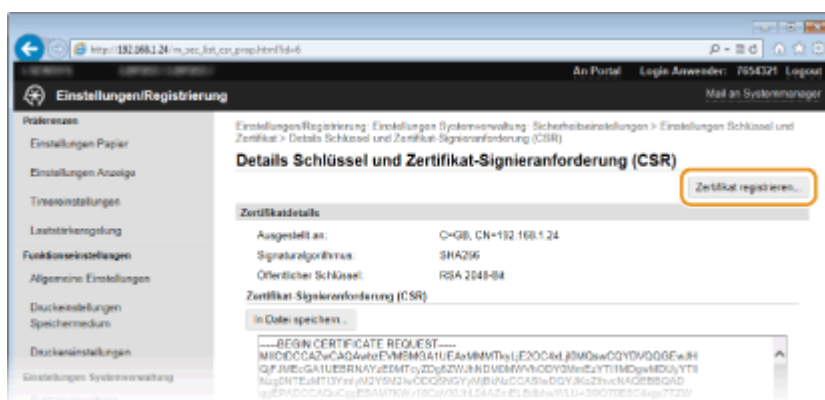 http://192.168.1.24/m_sec_list_csr_prop.html?id=6
An Portal Login Anwender: 7654321 Logout
Einstellungen/Registrierung
Mail an Systemmanager
Präferenzen
Einstellungen Papier
Einstellungen Anzeige
Timereinstellungen
Lautstärkeregelung
Funktionseinstellungen
Allgemeine Einstellungen
Druckeinstellungen
Speichermedium
Druckereinstellungen
Einstellungen Systemverwaltung
Einstellungen/Registrierung: Einstellungen Systemverwaltung: Sicherheitseinstellungen > Einstellungen Schlüssel und
Zertifikat > Details Schlüssel und Zertifikat-Signieranforderung (CSR)
Details Schlüssel und Zertifikat-Signieranforderung (CSR)
Zertifikat registrieren...
Zertifikatdetails
Ausgestellt an: C=GB, CN=192.168.1.24
Signaturalgorithmus: SHA256
Öffentlicher Schlüssel: RSA 2048-Bit
Zertifikat-Signieranforderung (CSR)
In Datei speichern...
-----BEGIN CERTIFICATE REQUEST-----